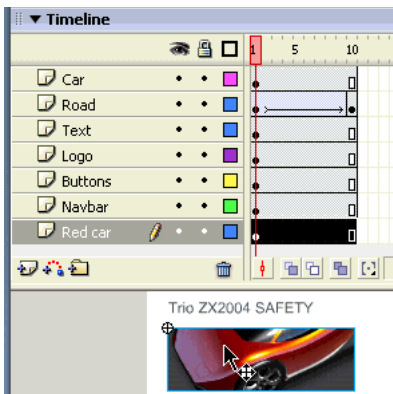 Timeline
1 5 10
Car
Road
Text
Logo
Buttons
Navbar
Red car
Trio ZX2004 SAFETY